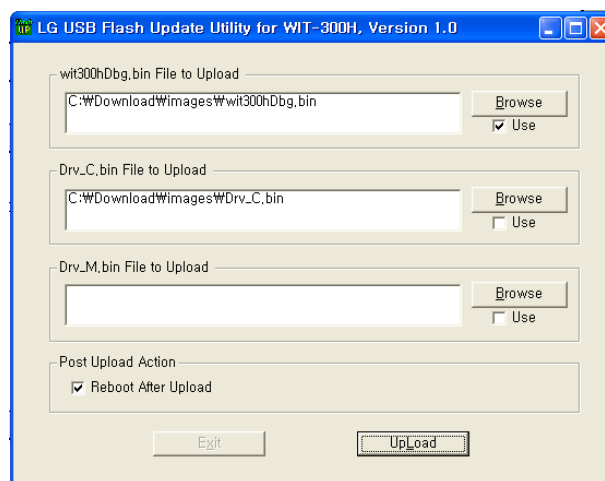 LG USB Flash Update Utility for WIT-300H, Version 1.0
wit300hDbg.bin File to Upload
C:₩Download₩images₩wit300hDbg.bin
Browse
Use
Drv_C.bin File to Upload
C:₩Download₩images₩Drv_C.bin
Browse
Use
Drv_M.bin File to Upload
Browse
Use
Post Upload Action
Reboot After Upload
Exit
UpLoad